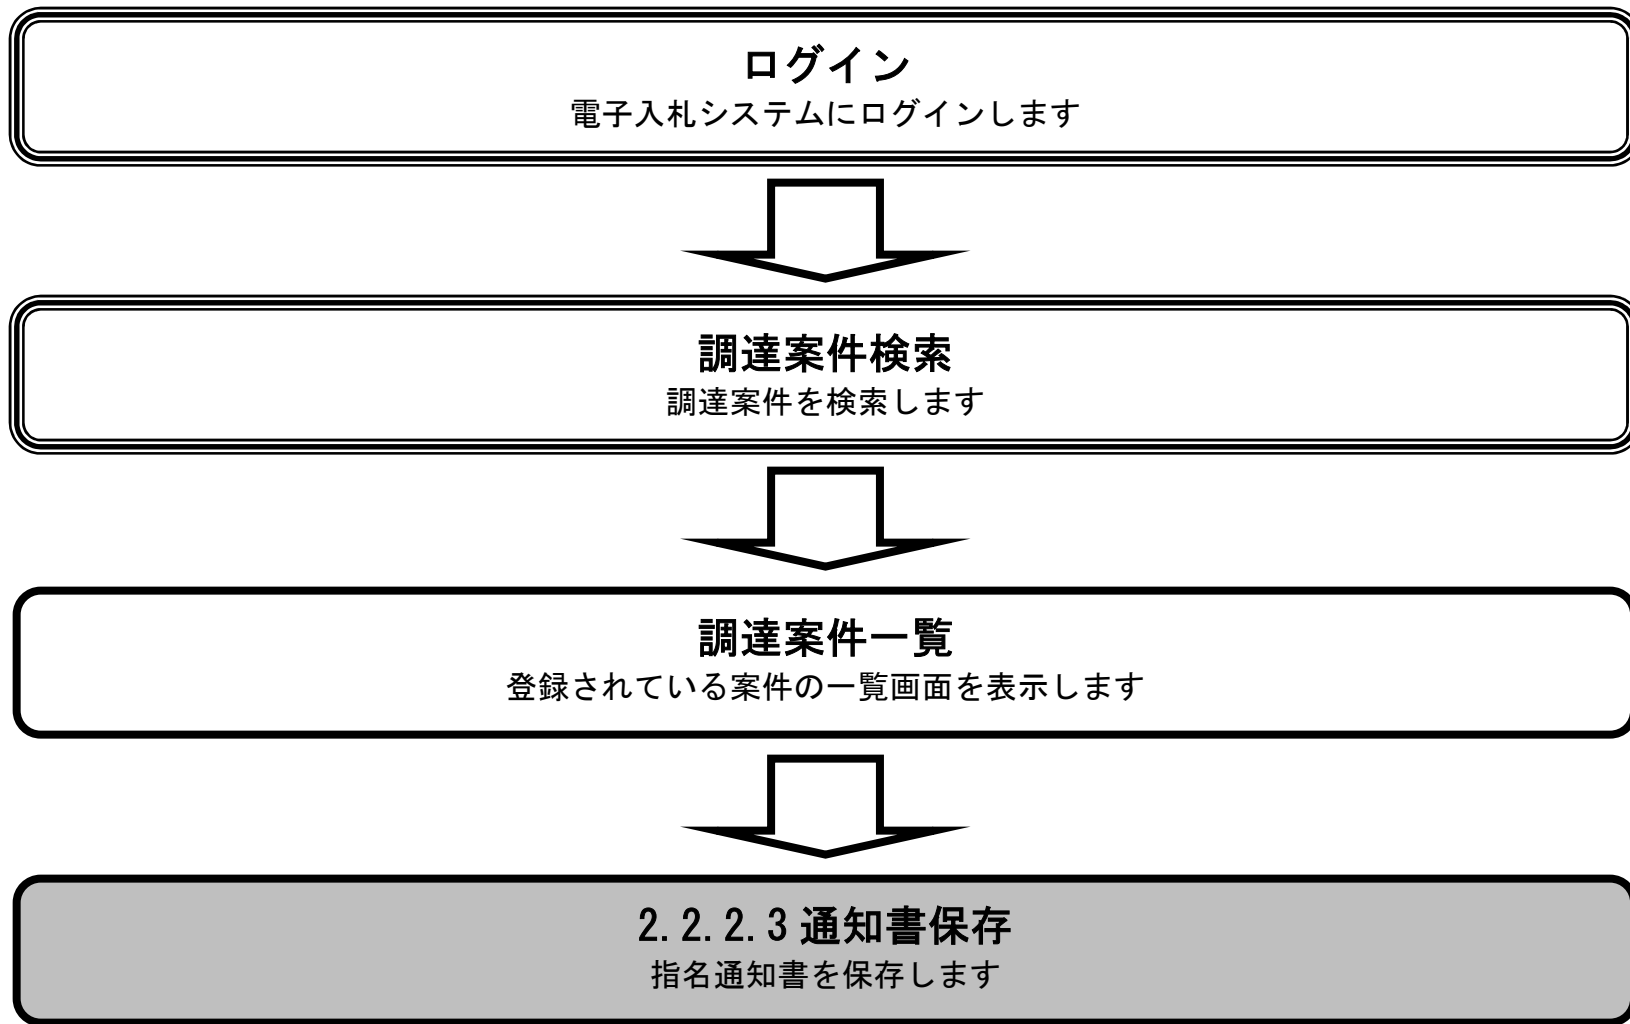 ログイン
電子入札システムにログインします
調達案件検索
調達案件を検索します
調達案件一覧
登録されている案件の一覧画面を表示します
2.2.2.3 通知書保存
指名通知書を保存します